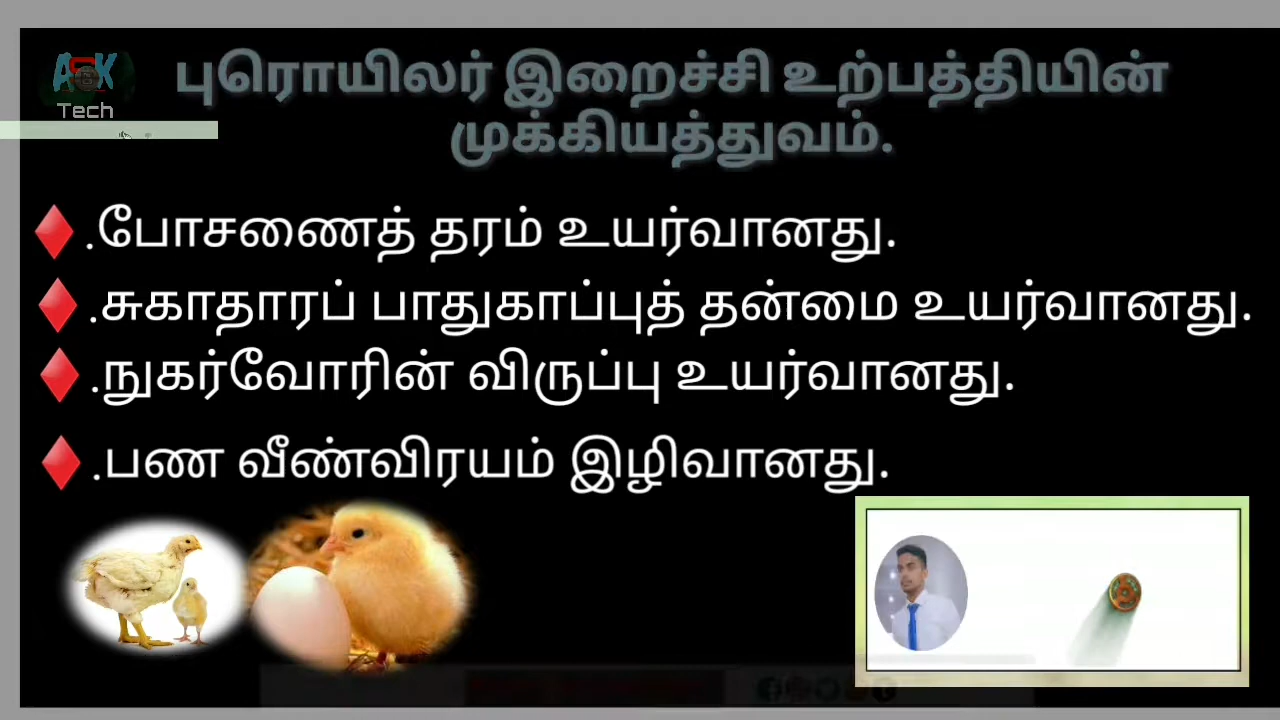 ASK
Tech
புரொயிலர் இறைச்சி உற்பத்தியின்
முக்கியத்துவம்.
.போசணைத் தரம் உயர்வானது.
.சுகாதாரப் பாதுகாப்புத் தன்மை உயர்வானது.
.நுகர்வோரின் விருப்பு உயர்வானது.
.பண வீண்விரயம் இழிவானது.